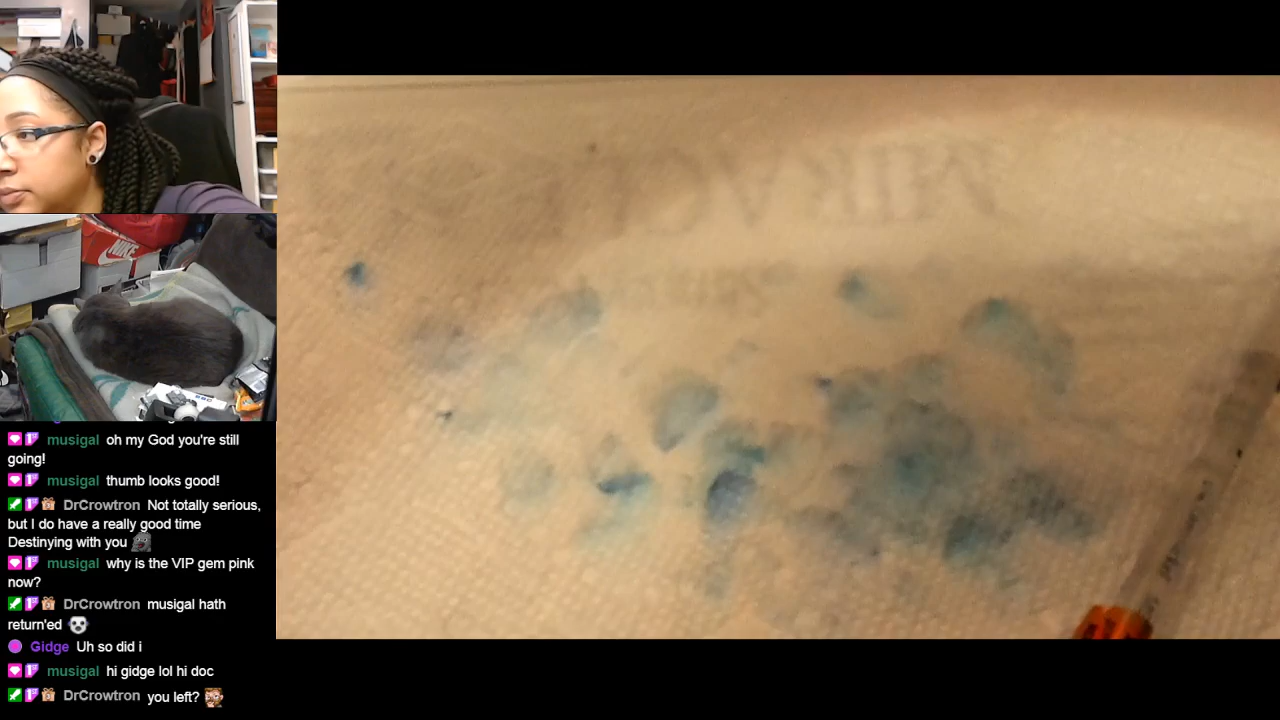 NIKE
musigal oh my God you're still
going!
musigal thumb looks good!
DrCrowtron Not totally serious,
but I do have a really good time
Destinying with you
musigal why is the VIP gem pink
now?
DrCrowtron musigal hath
return'ed
Gidge Uh so did i
musigal hi gidge lol hi doc
DrCrowtron you left?